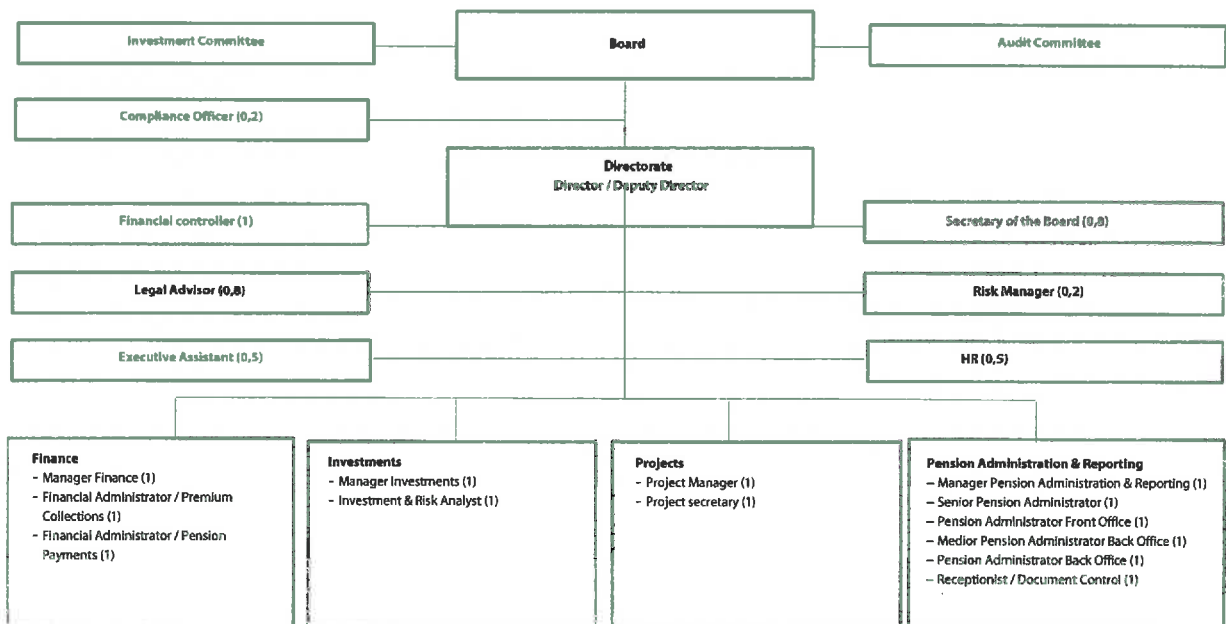 Investment Committee
Board
Audit Committee
Compliance Officer (0,2)
Directorate
Director / Deputy Director
Financial controller (1)
Secretary of the Board (0,8)
Legal Advisor (0,8)
Risk Manager (0,2)
Executive Assistant (0,5)
HR (0,5)
Finance
- Manager Finance (1)
- Financial Administrator / Premium
Collections (1)
- Financial Administrator / Pension
Payments (1)
Investments
- Manager Investments (1)
- Investment & Risk Analyst (1)
Projects
- Project Manager (1)
- Project secretary (1)
Pension Administration & Reporting
– Manager Pension Administration & Reporting (1)
– Senior Pension Administrator (1)
– Pension Administrator Front Office (1)
– Medior Pension Administrator Back Office (1)
– Pension Administrator Back Office (1)
– Receptionist / Document Control (1)